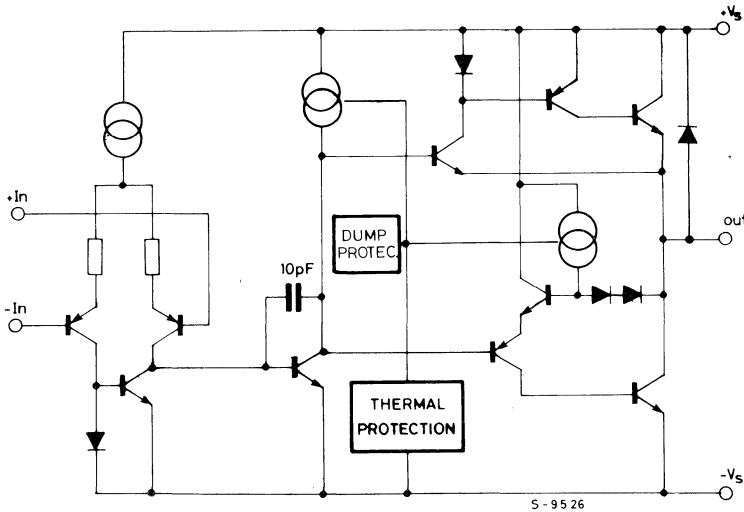 +Vs
+In
out
DUMP
PROTEC.
10pF
-In
THERMAL
PROTECTION
-Vs
S-9526